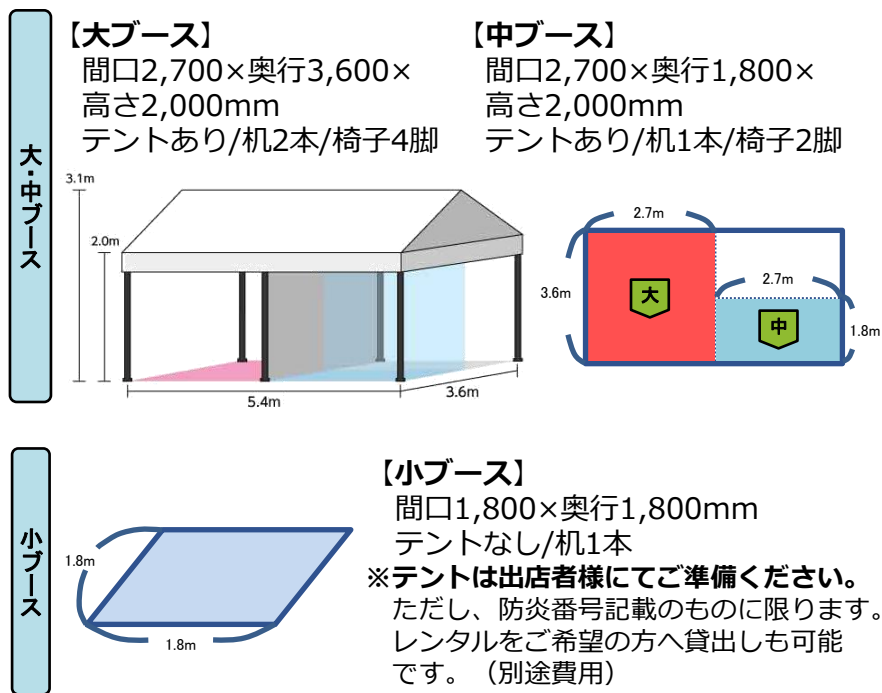 大・中ブース
【大ブース】
間口2,700×奥行3,600×
高さ2,000mm
テントあり/机2本/椅子4脚
【中ブース】
間口2,700×奥行1,800×
高さ2,000mm
テントあり/机1本/椅子2脚
3.1m
2.0m
5.4m
3.6m
2.7m
3.6m
大
2.7m
中
1.8m
小ブース
1.8m
1.8m
【小ブース】
間口1,800×奥行1,800mm
テントなし/机1本
※テントは出店者様にてご準備ください。
ただし、防炎番号記載のものに限ります。
レンタルをご希望の方へ貸出しも可能
です。（別途費用）